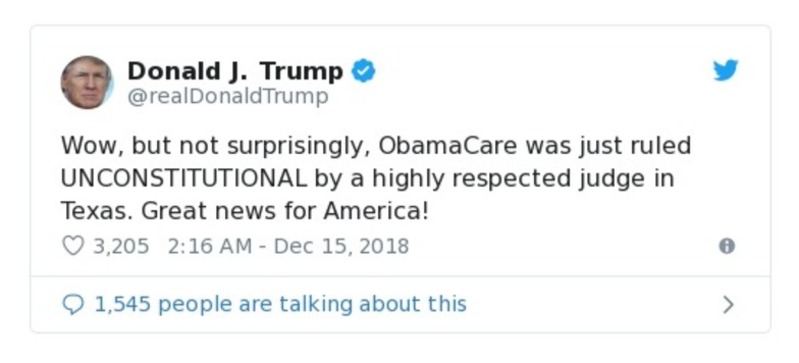 Donald J. Trump
@realDonaldTrump
Wow, but not surprisingly, ObamaCare was just ruled
UNCONSTITUTIONAL by a highly respected judge in
Texas. Great news for America!
3,205 2:16 AM - Dec 15, 2018
1,545 people are talking about this